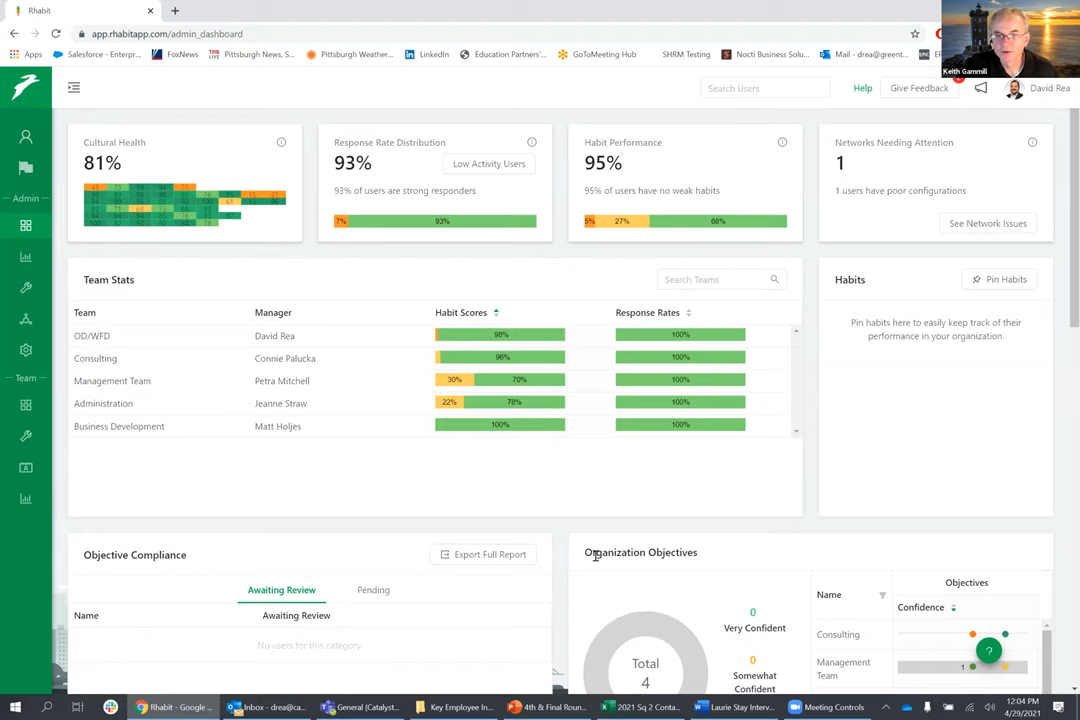 Rhabit
app.rhabitapp.com/admin_dashboard
Apps
Salesforce - Enterpr...
FoxNews
Pittsburgh News, S...
Pittsburgh Weather...
LinkedIn
Education Partners'...
GoToMeeting Hub
SHRM Testing
Nocti Business Solu...
Mail - drea@greent...
Keith Gammill
Search Users
Help
Give Feedback
David Rea
Cultural Health
81%
Response Rate Distribution
93%
Low Activity Users
93% of users are strong responders
7%
93%
Habit Performance
95%
95% of users have no weak habits
5%
27%
68%
Networks Needing Attention
1
1 users have poor configurations
See Network Issues
Admin
Team
Team Stats
Search Teams
Team Manager Habit Scores Response Rates
OD/WFD David Rea 98% 100%
Consulting Connie Palucka 96% 100%
Management Team Petra Mitchell 30% 70% 100%
Administration Jeanne Straw 22% 78% 100%
Business Development Matt Holjes 100% 100%
Habits
Pin Habits
Pin habits here to easily keep track of their
performance in your organization.
Objective Compliance
Export Full Report
Awaiting Review
Pending
Name Awaiting Review
No users for this category
Organization Objectives
Total
4
0
Very Confident
0
Somewhat
Confident
Name
Objectives
Confidence
Consulting
Management
Team
1
?
Rhabit - Google ...
Inbox - drea@ca...
General (Catalyst...
Key Employee In...
4th & Final Roun...
2021 Sq 2 Conta...
Laurie Stay Interv...
Meeting Controls
12:04 PM
4/29/2021